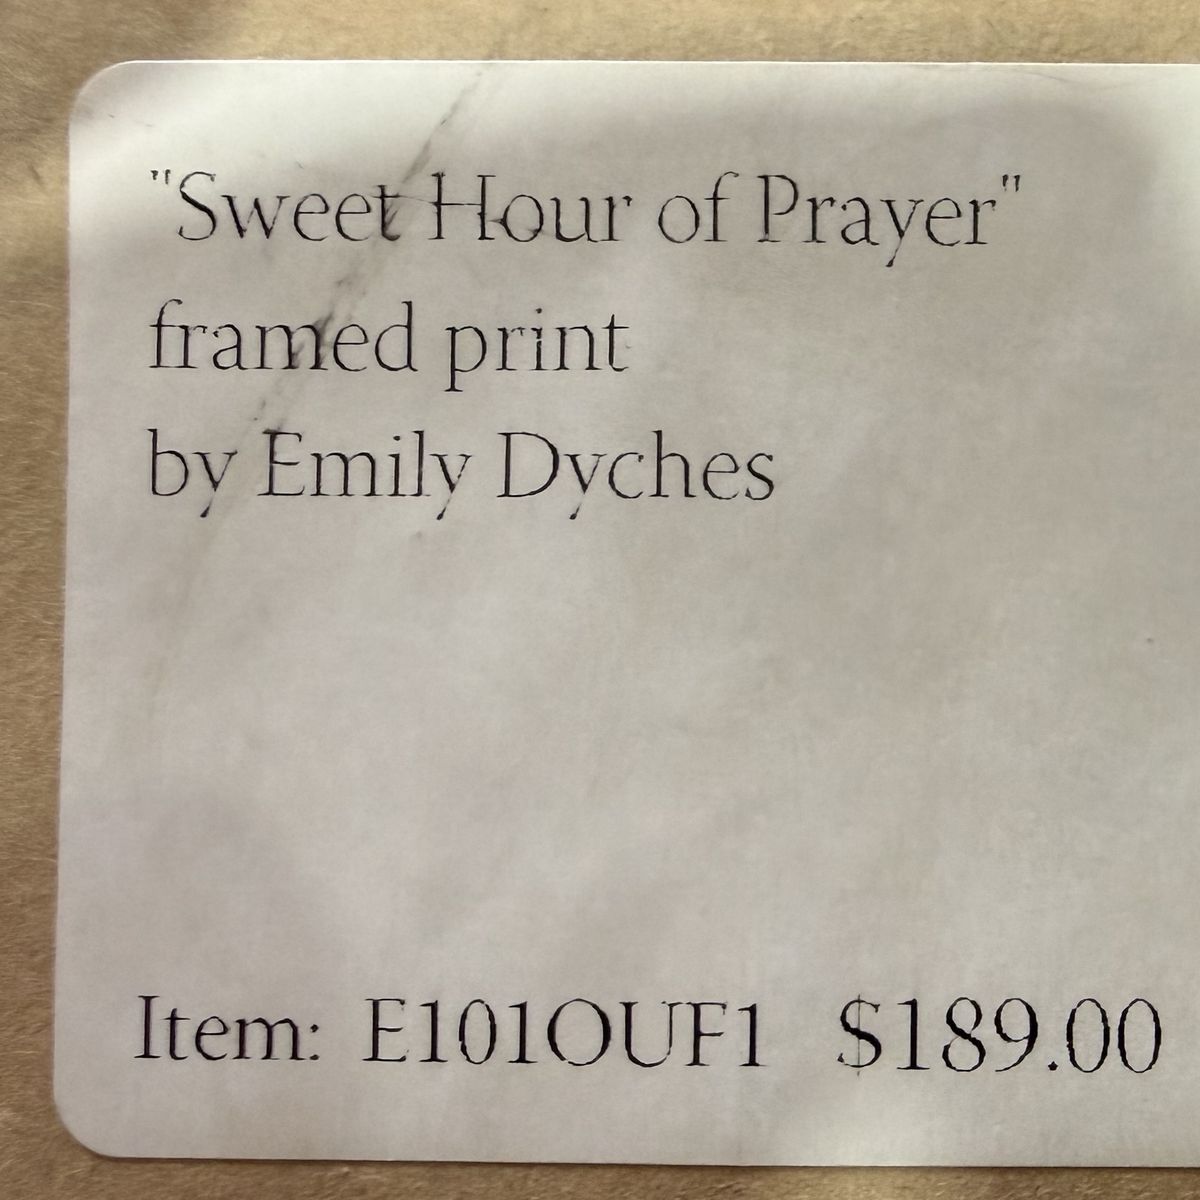 "Sweet Hour of Prayer"
framed print
by Emily Dyches
Item: E101OUF1 $189.00